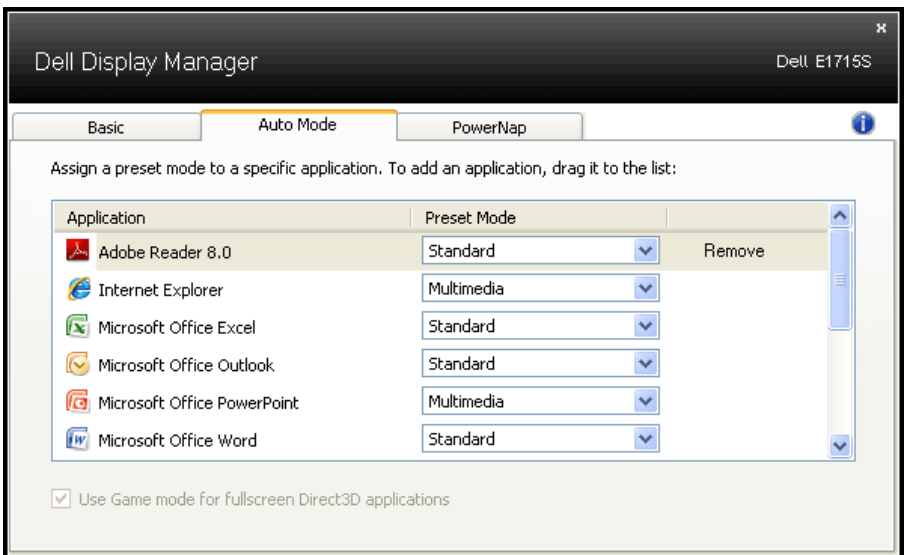 Dell Display Manager
Dell E1715S
Basic
Auto Mode
PowerNap
Assign a preset mode to a specific application. To add an application, drag it to the list:
Application Preset Mode
Adobe Reader 8.0 Standard Remove
Internet Explorer Multimedia
Microsoft Office Excel Standard
Microsoft Office Outlook Standard
Microsoft Office PowerPoint Multimedia
Microsoft Office Word Standard
Use Game mode for fullscreen Direct3D applications